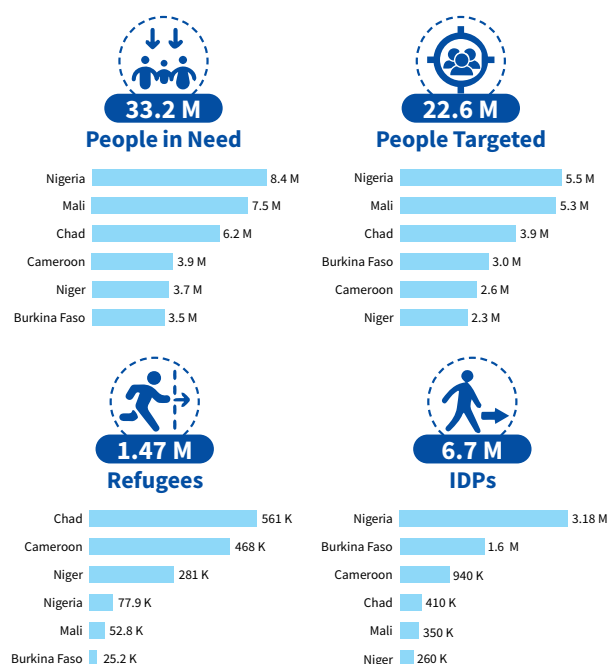 33.2 M
People in Need
Nigeria 8.4 M
Mali 7.5 M
Chad 6.2 M
Cameroon 3.9 M
Niger 3.7 M
Burkina Faso 3.5 M
22.6 M
People Targeted
Nigeria 5.5 M
Mali 5.3 M
Chad 3.9 M
Burkina Faso 3.0 M
Cameroon 2.6 M
Niger 2.3 M
1.47 M
Refugees
Chad 561 K
Cameroon 468 K
Niger 281 K
Nigeria 77.9 K
Mali 52.8 K
Burkina Faso 25.2 K
6.7 M
IDPs
Nigeria 3.18 M
Burkina Faso 1.6 M
Cameroon 940 K
Chad 410 K
Mali 350 K
Niger 260 K